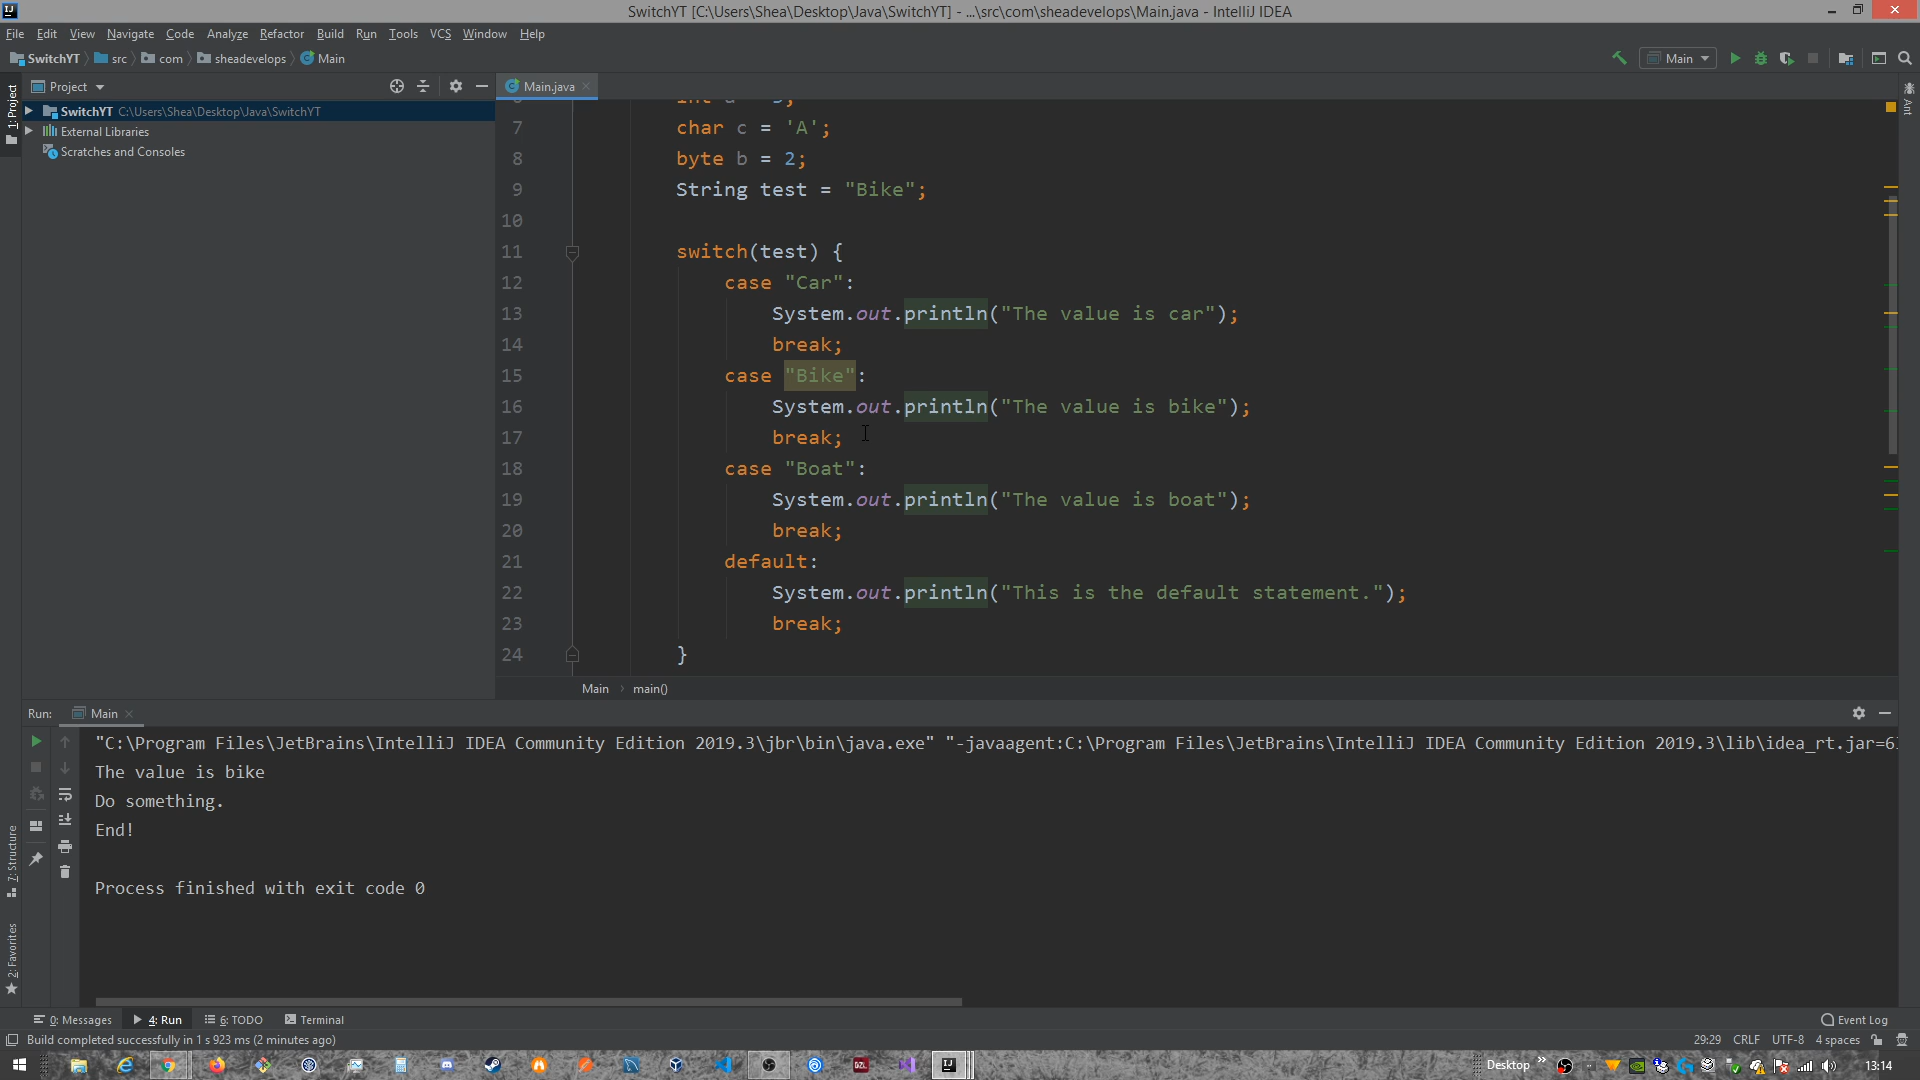 SwitchYT [C:\Users\Shea\Desktop\Java\SwitchYT] - ...\src\com\sheadevelops\Main.java - IntelliJ IDEA
File Edit View Navigate Code Analyze Refactor Build Run Tools VCS Window Help
SwitchYT src com sheadevelops Main
Main
Project
Main.java
1: Project
Ant
SwitchYT C:\Users\Shea\Desktop\Java\SwitchYT
External Libraries
Scratches and Consoles
7 char c = 'A';
8 byte b = 2;
9 String test = "Bike";
10
11 switch(test) {
12 case "Car":
13 System.out.println("The value is car");
14 break;
15 case "Bike":
16 System.out.println("The value is bike");
17 break;
18 case "Boat":
19 System.out.println("The value is boat");
20 break;
21 default:
22 System.out.println("This is the default statement.");
23 break;
24 }
Main main()
Run: Main
"C:\Program Files\JetBrains\IntelliJ IDEA Community Edition 2019.3\jbr\bin\java.exe" "-javaagent:C:\Program Files\JetBrains\IntelliJ IDEA Community Edition 2019.3\lib\idea_rt.jar=6
The value is bike
Do something.
End!
Process finished with exit code 0
7: Structure
2: Favorites
0: Messages 4: Run 6: TODO Terminal Event Log
Build completed successfully in 1 s 923 ms (2 minutes ago) 29:29 CRLF UTF-8 4 spaces
Desktop 13:14